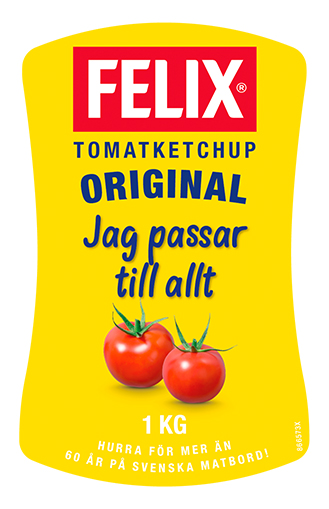 FELIX®
TOMATKETCHUP
ORIGINAL
Jag passar
till allt
1 KG
HURRA FÖR MER ÄN
60 ÅR PÅ SVENSKA MATBORD!